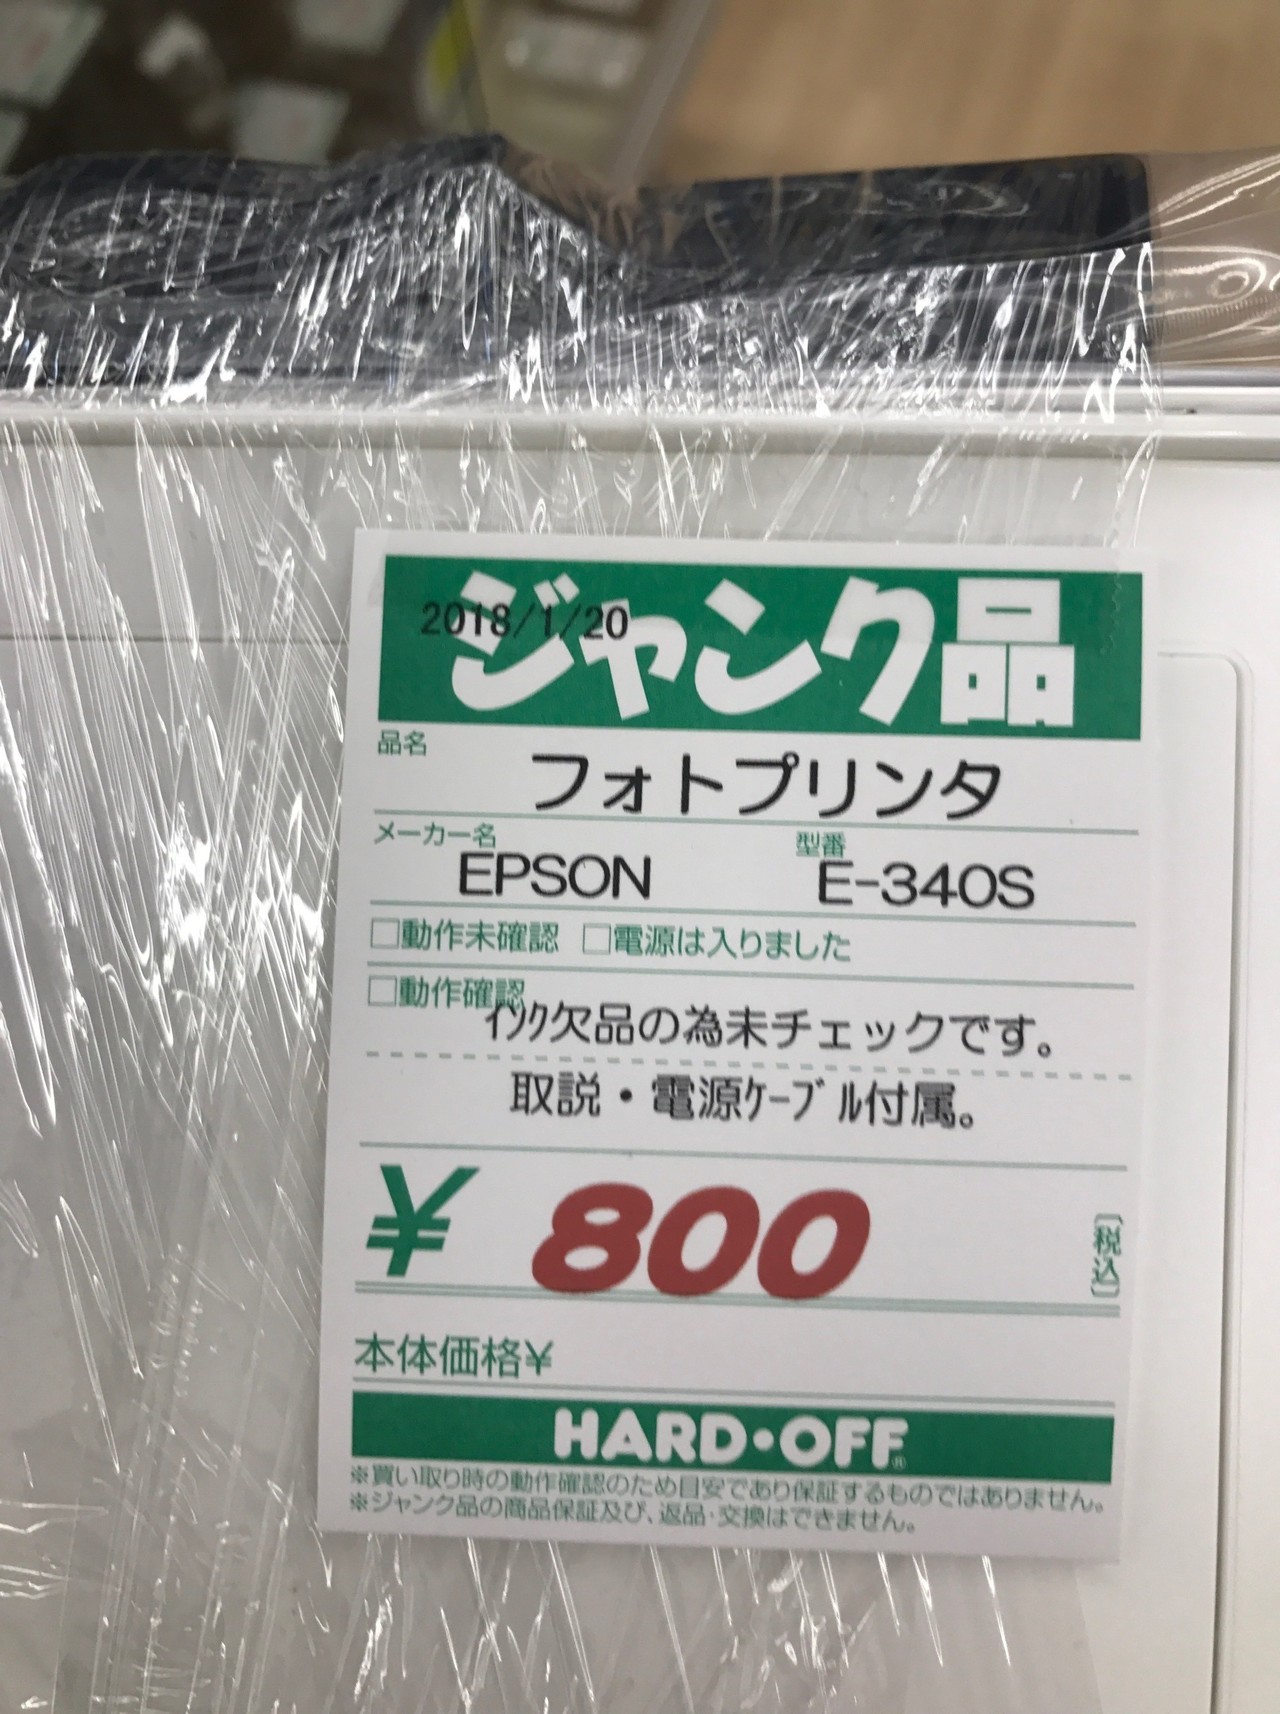 ジャンク品
2018/1/20
品名
フォトプリンタ
メーカー名 型番
EPSON E-340S
□動作未確認 □電源は入りました
□動作確認
ｲﾝｸ欠品の為未チェックです。
取説・電源ｹｰﾌﾞﾙ付属。
¥ 800 (税込)
本体価格¥
HARD・OFF®
※買い取り時の動作確認のため目安であり保証するものではありません。
※ジャンク品の商品保証及び、返品・交換はできません。